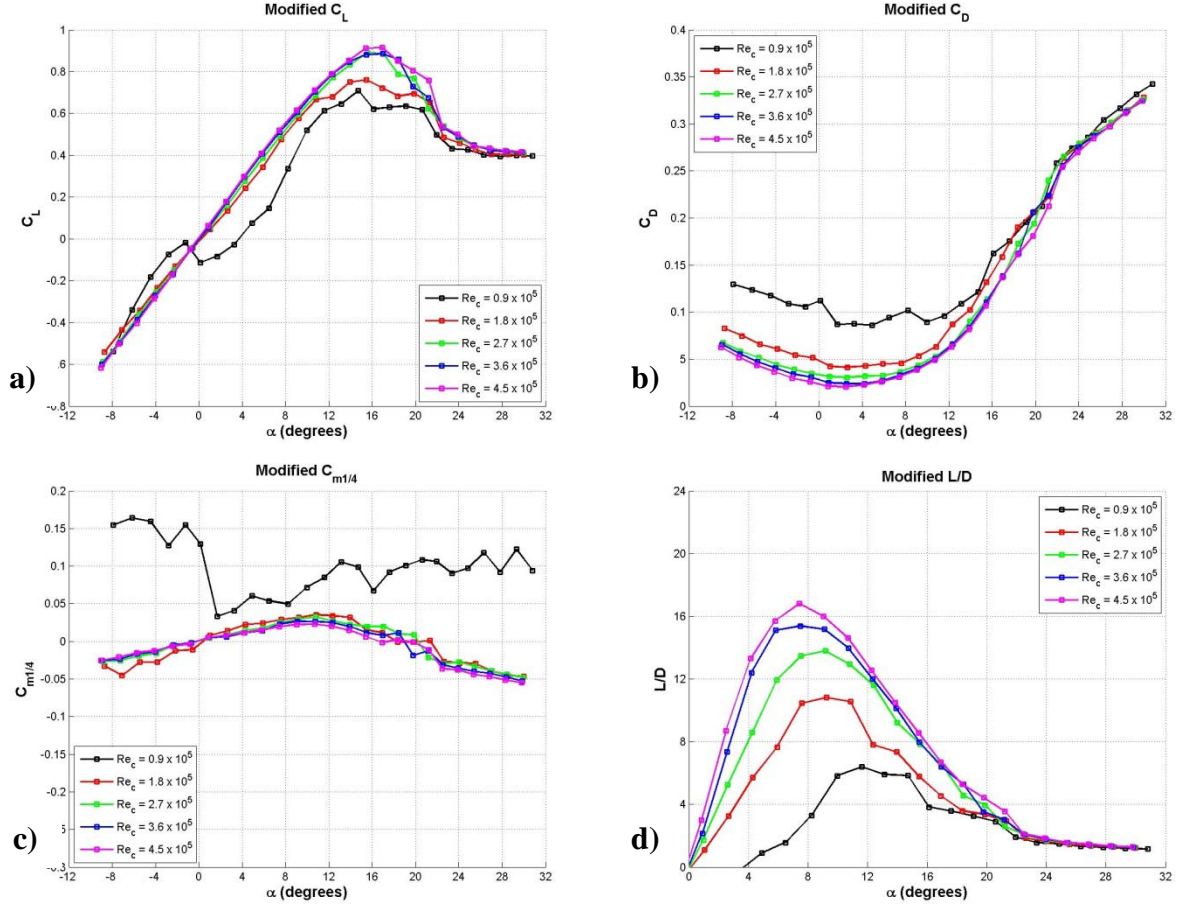 Modified C_L
1
0.8
0.6
0.4
0.2
0
-0.2
-0.4
.6
-0.8
C_L
-12 -8 -4 0 4 8 12 16 20 24 28 32
α (degrees)
Re_c = 0.9 x 10^5
Re_c = 1.8 x 10^5
Re_c = 2.7 x 10^5
Re_c = 3.6 x 10^5
Re_c = 4.5 x 10^5
a)
Modified C_D
0.4
0.35
0.3
0.25
0.2
0.15
0.1
5
0
C_D
-12 -8 -4 0 4 8 12 16 20 24 28 32
α (degrees)
Re_c = 0.9 x 10^5
Re_c = 1.8 x 10^5
Re_c = 2.7 x 10^5
Re_c = 3.6 x 10^5
Re_c = 4.5 x 10^5
b)
Modified C_m1/4
0.2
0.15
0.1
0.05
0
-0.05
-0.1
-0.15
-0.2
5
-0.3
C_m1/4
-12 -8 -4 0 4 8 12 16 20 24 28 32
α (degrees)
Re_c = 0.9 x 10^5
Re_c = 1.8 x 10^5
Re_c = 2.7 x 10^5
Re_c = 3.6 x 10^5
Re_c = 4.5 x 10^5
c)
Modified L/D
24
20
16
12
8
4
0
L/D
0 4 8 12 16 20 24 28 32
α (degrees)
Re_c = 0.9 x 10^5
Re_c = 1.8 x 10^5
Re_c = 2.7 x 10^5
Re_c = 3.6 x 10^5
Re_c = 4.5 x 10^5
d)